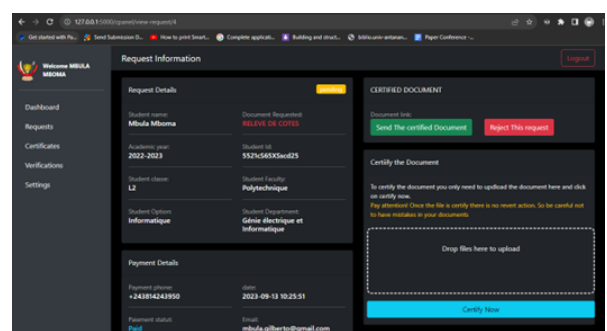 127.0.0.1:5000/cpanel/view-request/4
Get started with Pa...
Send Submission D...
How to print Smart...
Complete applicati...
Building and struct...
biblio.univ-antanan...
Paper Conference -...
Welcome MBULA
MBOMA
Request Information
Logout
Dashboard
Requests
Certificates
Verifications
Settings
Request Details
pending
Student name:
Mbula Mboma
Document Requested:
RELEVE DE COTES
Academic year:
2022-2023
Student Id:
Student classe:
L2
Student Faculty:
Polytechnique
Student Option:
Informatique
Student Department:
Génie électrique et
Informatique
Payment Details
Payment phone:
+243814243950
date:
2023-09-13 10:25:51
Paiement status:
Paid
Email:
mbula.gilberto@gmail.com
CERTIFIED DOCUMENT
Document link:
Send The certified Document
Reject This request
Certiily the Document
To certify the document you only need to updload the document here and click
on certify now.
Pay attention! Once the file is certify there is no revert action. So be careful not
to have mistakes in your documents
Drop files here to upload
Certify Now